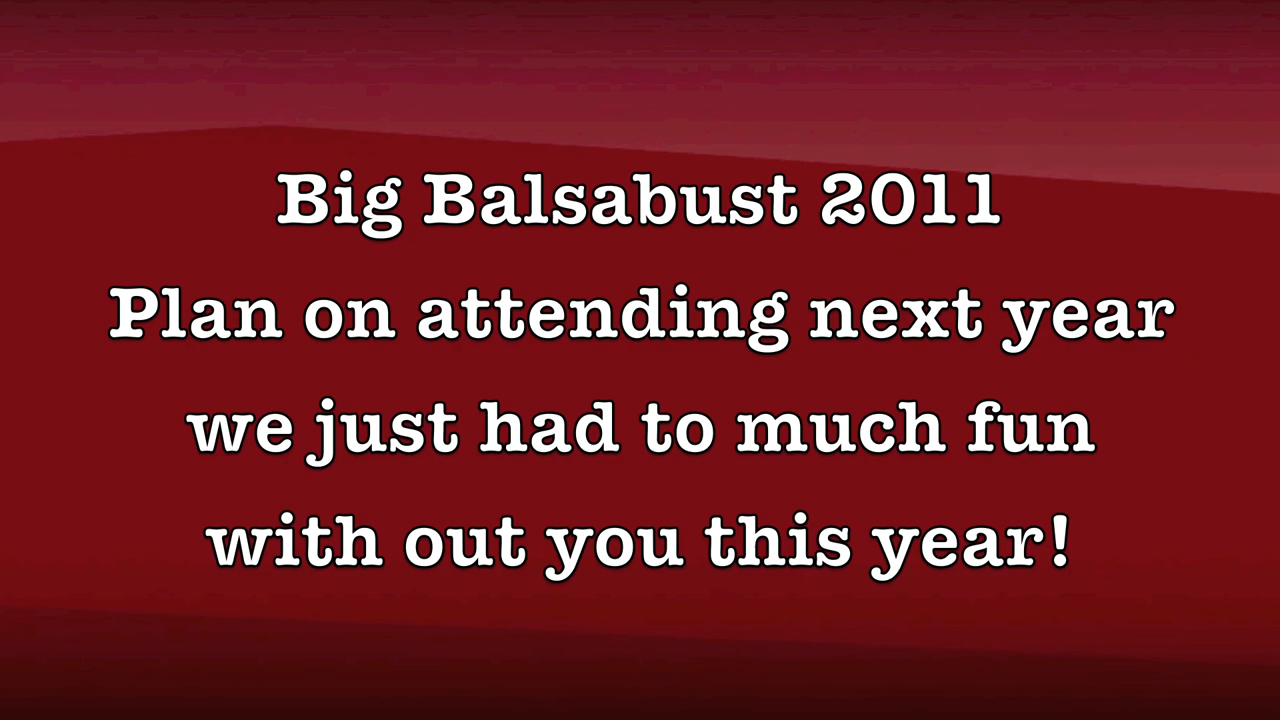 Big Balsabust 2011
Plan on attending next year
we just had to much fun
with out you this year!